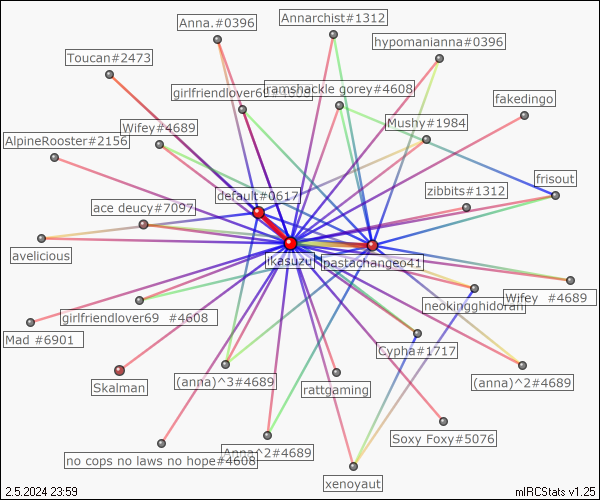 Anna.#0396
Annarchist#1312
hypomanianna#0396
Toucan#2473
girlfriendlover69#4608
ramshackle gorey#4608
fakedingo
Wifey#4689
Mushy#1984
AlpineRooster#2156
frisout
default#0617
zibbits#1312
ace deucy#7097
avelicious
ikasuzu
pastachangeo41
neokingghidorah
Wifey #4689
girlfriendlover69 #4608
Mad #6901
Cypha#1717
Skalman
(anna)^3#4689
rattgaming
(anna)^2#4689
Soxy Foxy#5076
no cops no laws no hope#4608
Anna^2#4689
xenoyaut
2.5.2024 23:59
mIRCStats v1.25